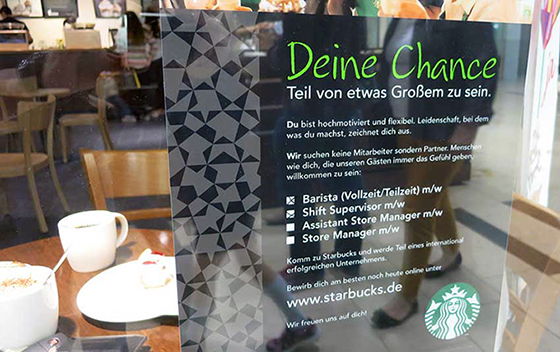 Deine Chance
Teil von etwas Großem zu sein.
Du bist hochmotiviert und flexibel. Leidenschaft, bei dem
was du machst, zeichnet dich aus.
Wir suchen keine Mitarbeiter sondern Partner. Menschen
wie dich, die unseren Gästen immer das Gefühl geben,
willkommen zu sein:
Barista (Vollzeit/Teilzeit) m/w
Shift Supervisor m/w
Assistant Store Manager m/w
Store Manager m/w
Komm zu Starbucks und werde Teil eines international
erfolgreichen Unternehmens.
Bewirb dich am besten noch heute online unter
www.starbucks.de
Wir freuen uns auf dich!